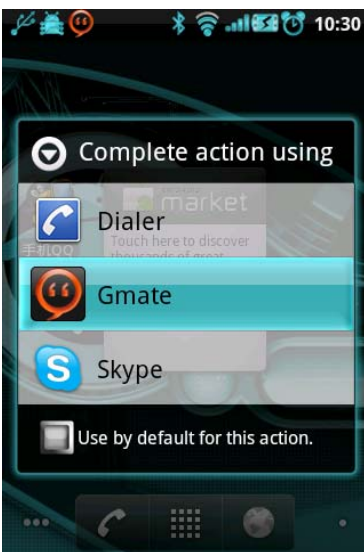 10:30
Complete action using
Dialer
market
手机QQ
Touch here to discover
thousands of great
Gmate
Skype
Use by default for this action.